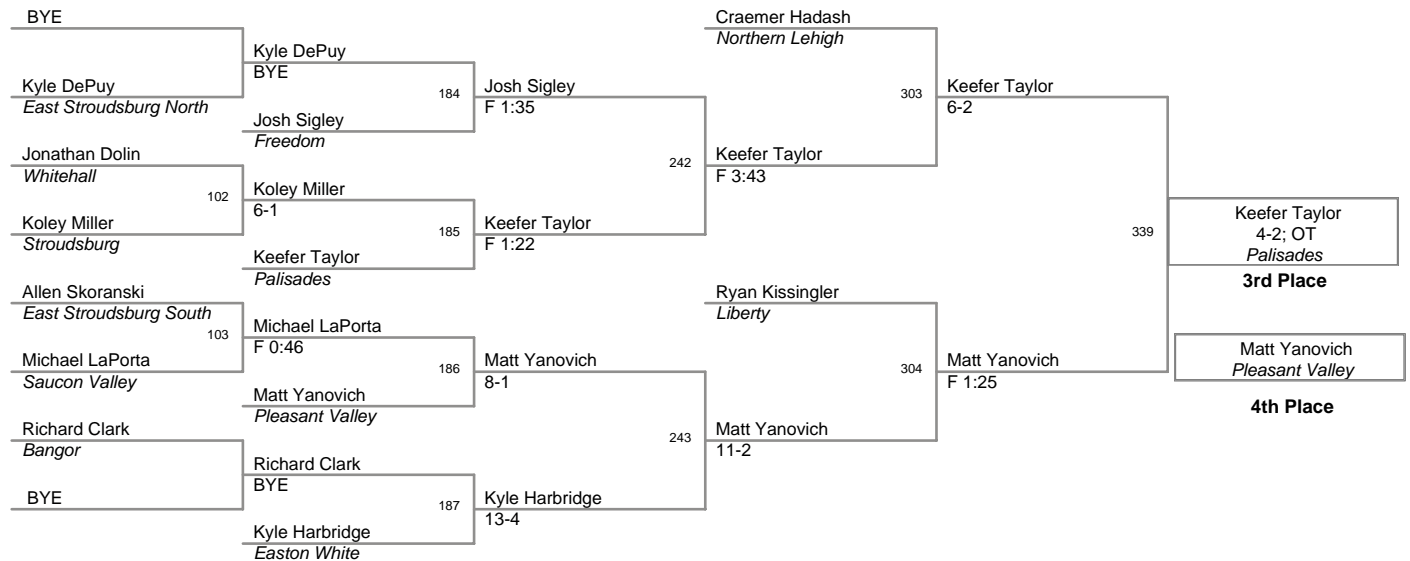 BYE
Kyle DePuy
East Stroudsburg North
Jonathan Dolin
Whitehall
102
Koley Miller
Stroudsburg
Allen Skoranski
East Stroudsburg South
103
Michael LaPorta
Saucon Valley
Richard Clark
Bangor
BYE
Kyle DePuy
BYE
184
Josh Sigley
Freedom
Koley Miller
6-1
185
Keefer Taylor
Palisades
Michael LaPorta
F 0:46
186
Matt Yanovich
Pleasant Valley
Richard Clark
BYE
187
Kyle Harbridge
Easton White
Josh Sigley
F 1:35
242
Keefer Taylor
F 1:22
Matt Yanovich
8-1
243
Kyle Harbridge
13-4
Craemer Hadash
Northern Lehigh
303
Keefer Taylor
F 3:43
Ryan Kissingler
Liberty
304
Matt Yanovich
11-2
Keefer Taylor
6-2
339
Matt Yanovich
F 1:25
Keefer Taylor
4-2; OT
Palisades
3rd Place
Matt Yanovich
Pleasant Valley
4th Place